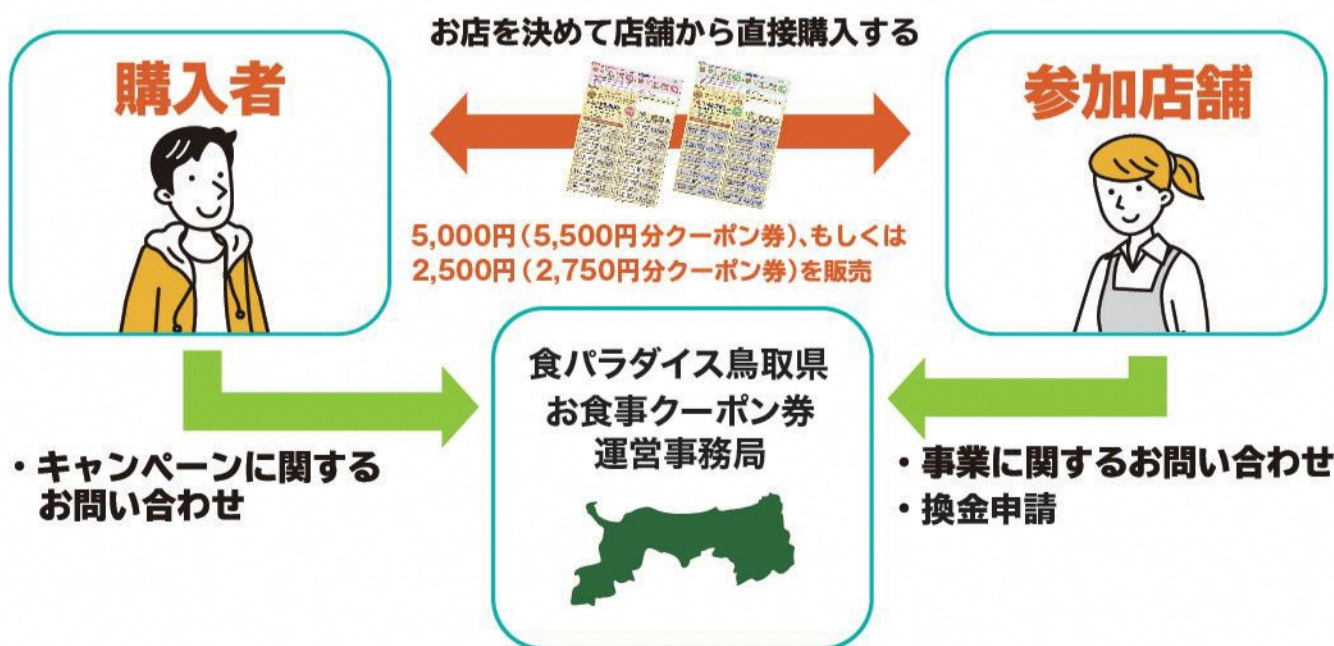 お店を決めて店舗から直接購入する
購入者
参加店舗
5,000円(5,500円分クーポン券)、もしくは
2,500円(2,750円分クーポン券)を販売
食パラダイス鳥取県
お食事クーポン券
運営事務局
・キャンペーンに関する
お問い合わせ
・事業に関するお問い合わせ
・換金申請